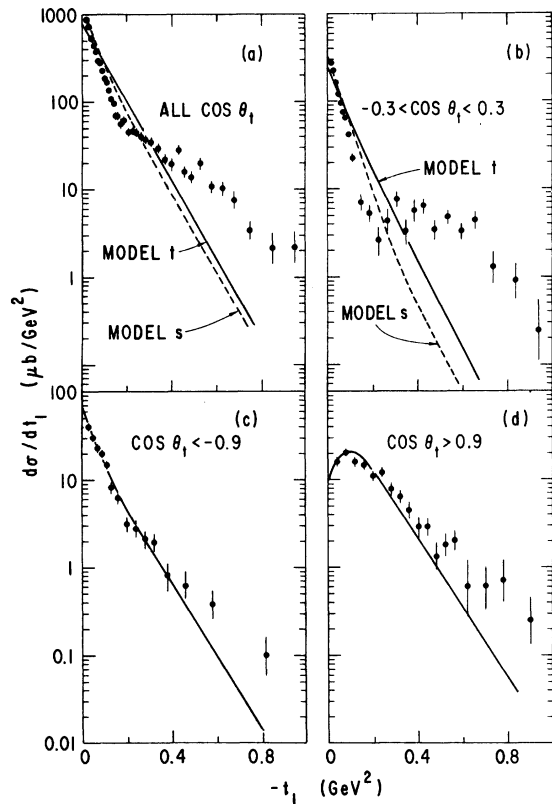 1000
(a)
(b)
100
ALL COS θt
-0.3<COS θt<0.3
MODEL t
10
1
MODEL t
MODEL s
MODEL s
dσ/dt1 (μb/GeV²)
100
(c)
(d)
COS θt<-0.9
COS θt>0.9
10
1
0.1
0.01
0 0.4 0.8 0 0.4 0.8
-t1 (GeV²)